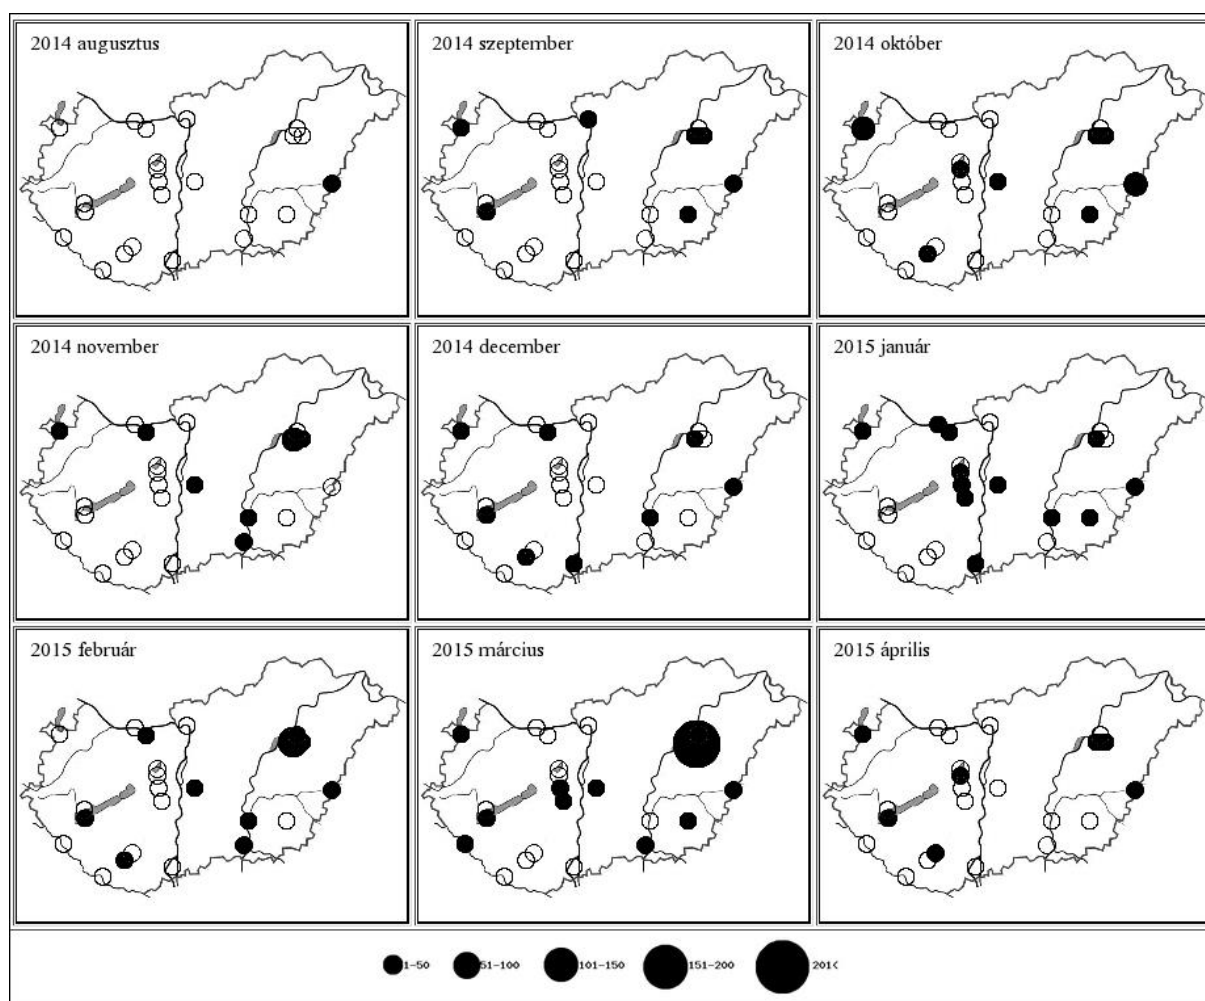 2014 augusztus
2014 szeptember
2014 október
2014 november
2014 december
2015 január
2015 február
2015 március
2015 április
1-50
51-100
101-150
151-200
201<